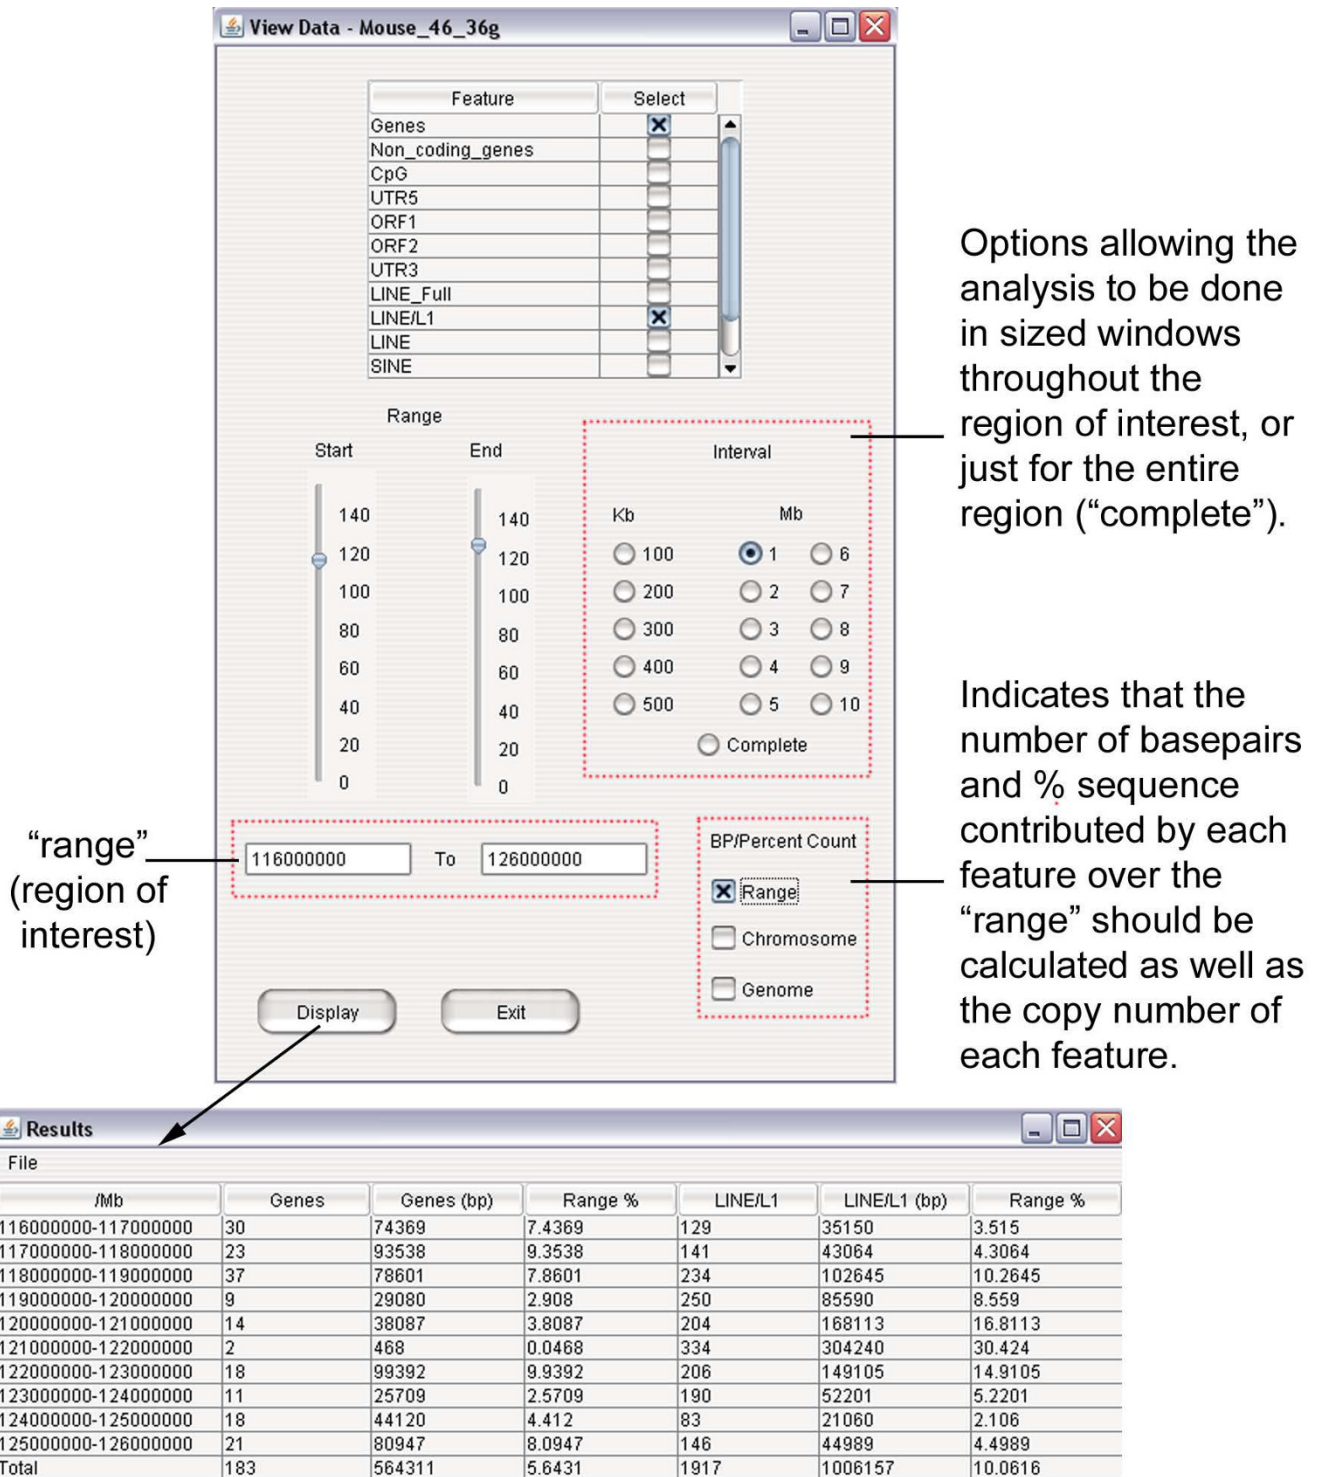 View Data - Mouse_46_36g
Feature Select
Genes
Non_coding_genes
CpG
UTR5
ORF1
ORF2
UTR3
LINE_Full
LINE/L1
LINE
SINE
Range
Start End
140 140
120 120
100 100
80 80
60 60
40 40
20 20
0 0
Interval
Kb Mb
100 1 6
200 2 7
300 3 8
400 4 9
500 5 10
Complete
Options allowing the
analysis to be done
in sized windows
throughout the
region of interest, or
just for the entire
region (“complete”).
“range”
(region of
interest)
116000000 To 126000000
BP/Percent Count
Range
Chromosome
Genome
Indicates that the
number of basepairs
and % sequence
contributed by each
feature over the
“range” should be
calculated as well as
the copy number of
each feature.
Display Exit
Results
File
/Mb Genes Genes (bp) Range % LINE/L1 LINE/L1 (bp) Range %
116000000-117000000 30 74369 7.4369 129 35150 3.515
117000000-118000000 23 93538 9.3538 141 43064 4.3064
118000000-119000000 37 78601 7.8601 234 102645 10.2645
119000000-120000000 9 29080 2.908 250 85590 8.559
120000000-121000000 14 38087 3.8087 204 168113 16.8113
121000000-122000000 2 468 0.0468 334 304240 30.424
122000000-123000000 18 99392 9.9392 206 149105 14.9105
123000000-124000000 11 25709 2.5709 190 52201 5.2201
124000000-125000000 18 44120 4.412 83 21060 2.106
125000000-126000000 21 80947 8.0947 146 44989 4.4989
Total 183 564311 5.6431 1917 1006157 10.0616